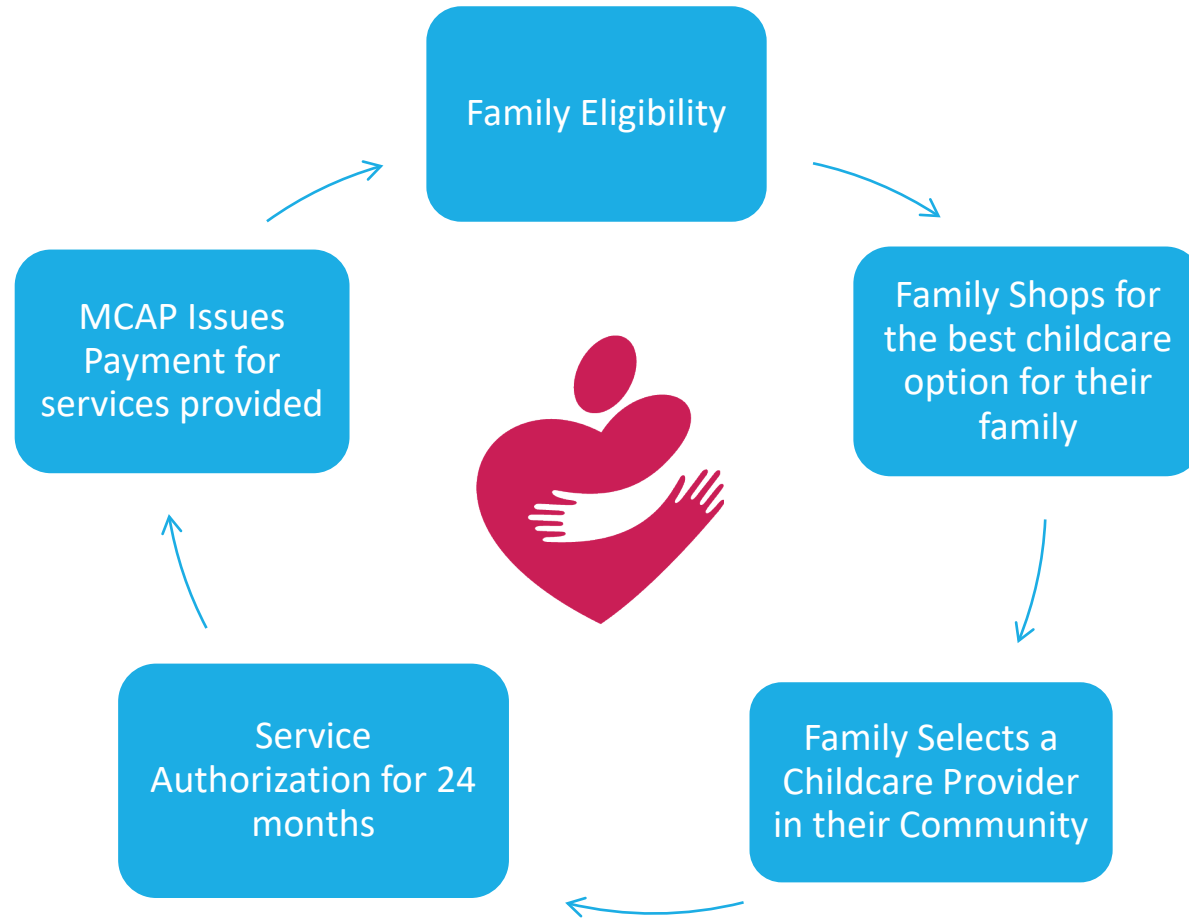 Family Eligibility
Family Shops for
the best childcare
option for their
family
Family Selects a
Childcare Provider
in their Community
Service
Authorization for 24
months
MCAP Issues
Payment for
services provided